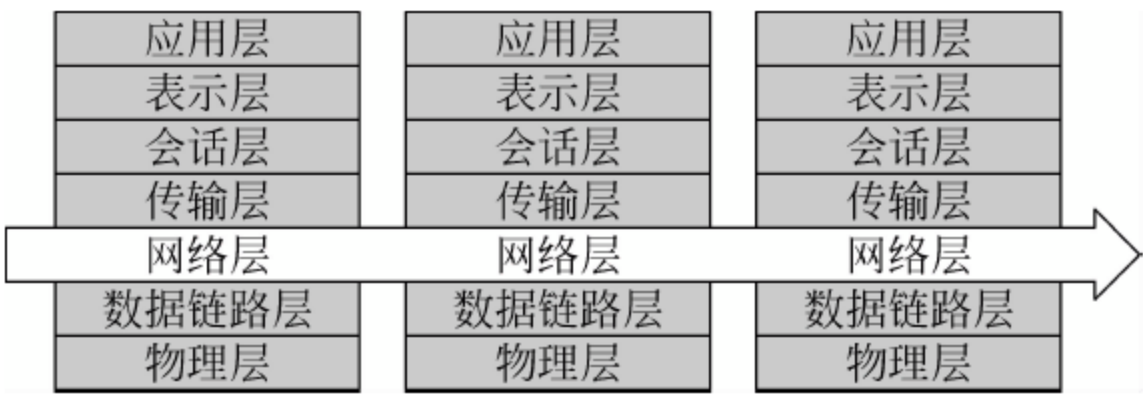 应用层 应用层 应用层
表示层 表示层 表示层
会话层 会话层 会话层
传输层 传输层 传输层
网络层 网络层 网络层
数据链路层 数据链路层 数据链路层
物理层 物理层 物理层